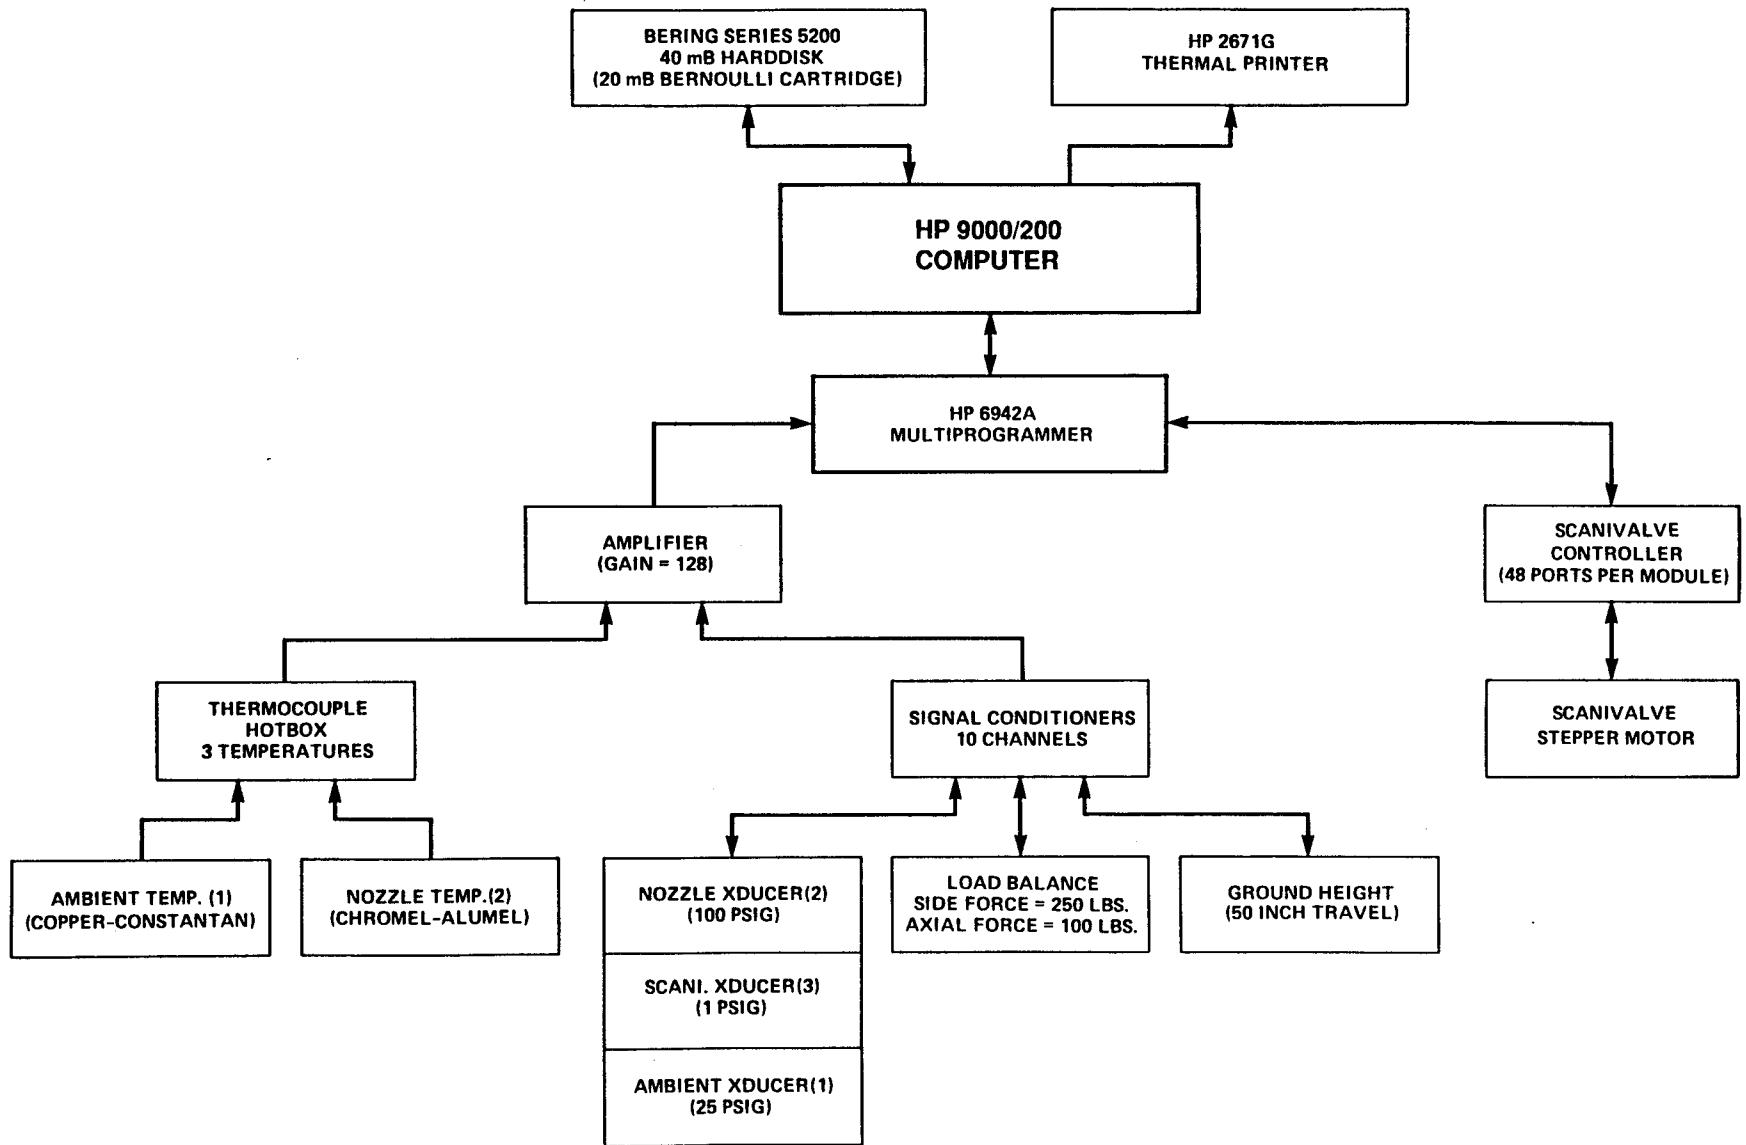 BERING SERIES 5200
40 mB HARDDISK
(20 mB BERNOULLI CARTRIDGE)
HP 2671G
THERMAL PRINTER
HP 9000/200
COMPUTER
HP 6942A
MULTIPROGRAMMER
AMPLIFIER
(GAIN = 128)
SCANIVALVE
CONTROLLER
(48 PORTS PER MODULE)
THERMOCOUPLE
HOTBOX
3 TEMPERATURES
SIGNAL CONDITIONERS
10 CHANNELS
SCANIVALVE
STEPPER MOTOR
AMBIENT TEMP. (1)
(COPPER-CONSTANTAN)
NOZZLE TEMP.(2)
(CHROMEL-ALUMEL)
NOZZLE XDUCER(2)
(100 PSIG)
SCANI. XDUCER(3)
(1 PSIG)
AMBIENT XDUCER(1)
(25 PSIG)
LOAD BALANCE
SIDE FORCE = 250 LBS.
AXIAL FORCE = 100 LBS.
GROUND HEIGHT
(50 INCH TRAVEL)